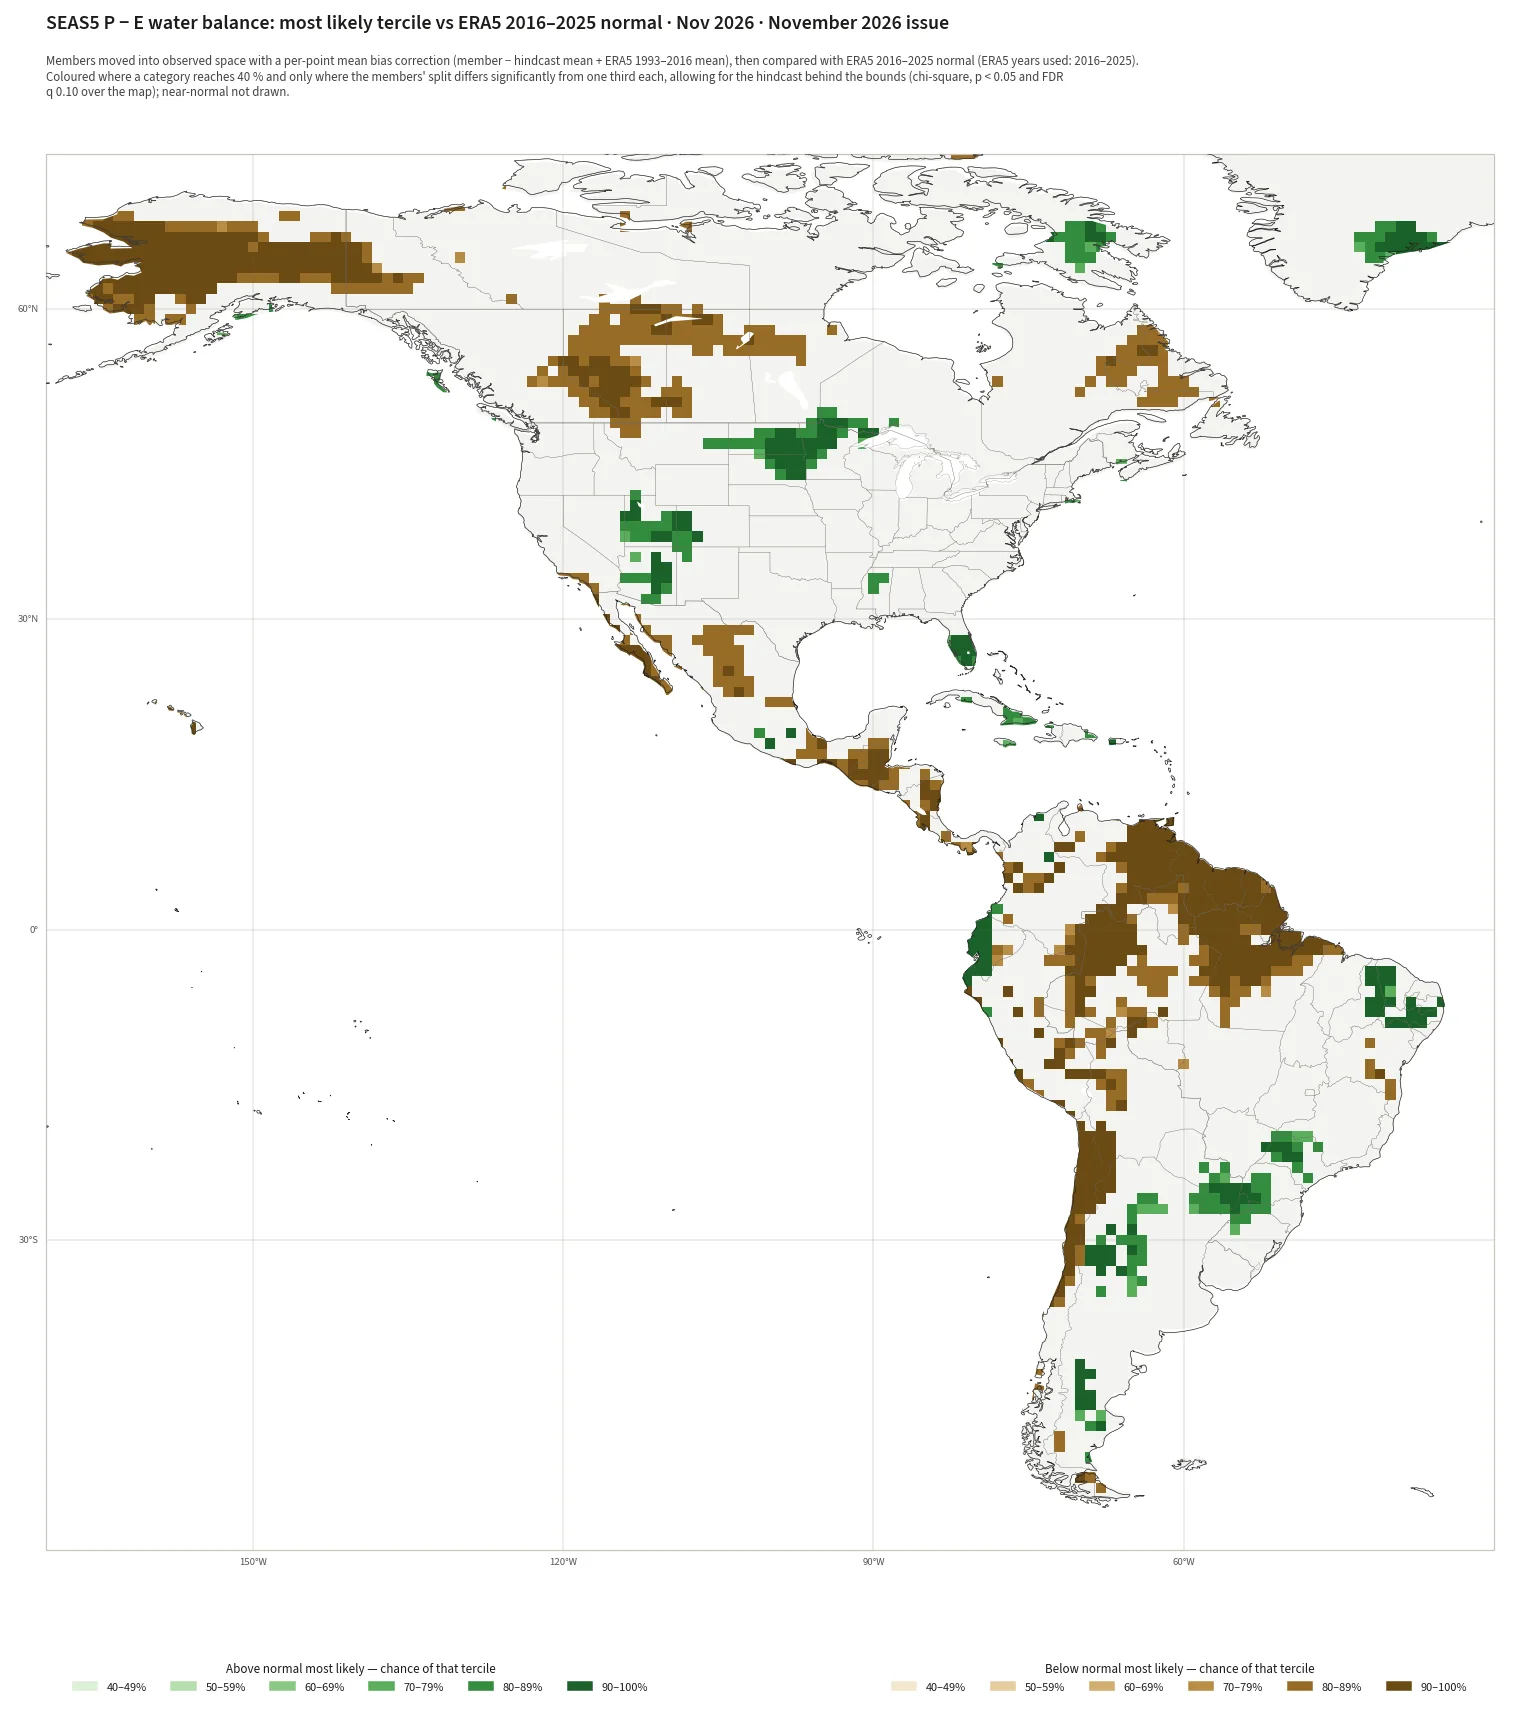 SEAS5 P − E water balance: most likely tercile vs ERA5 2016–2025 normal · Nov 2026 · November 2026 issue
Members moved into observed space with a per-point mean bias correction (member − hindcast mean + ERA5 1993–2016 mean), then compared with ERA5 2016–2025 normal (ERA5 years used: 2016–2025).
Coloured where a category reaches 40 % and only where the members' split differs significantly from one third each, allowing for the hindcast behind the bounds (chi-square, p < 0.05 and FDR
q 0.10 over the map); near-normal not drawn.
60°N
30°N
0°
30°S
150°W 120°W 90°W 60°W
Above normal most likely — chance of that tercile
40–49% 50–59% 60–69% 70–79% 80–89% 90–100%
Below normal most likely — chance of that tercile
40–49% 50–59% 60–69% 70–79% 80–89% 90–100%